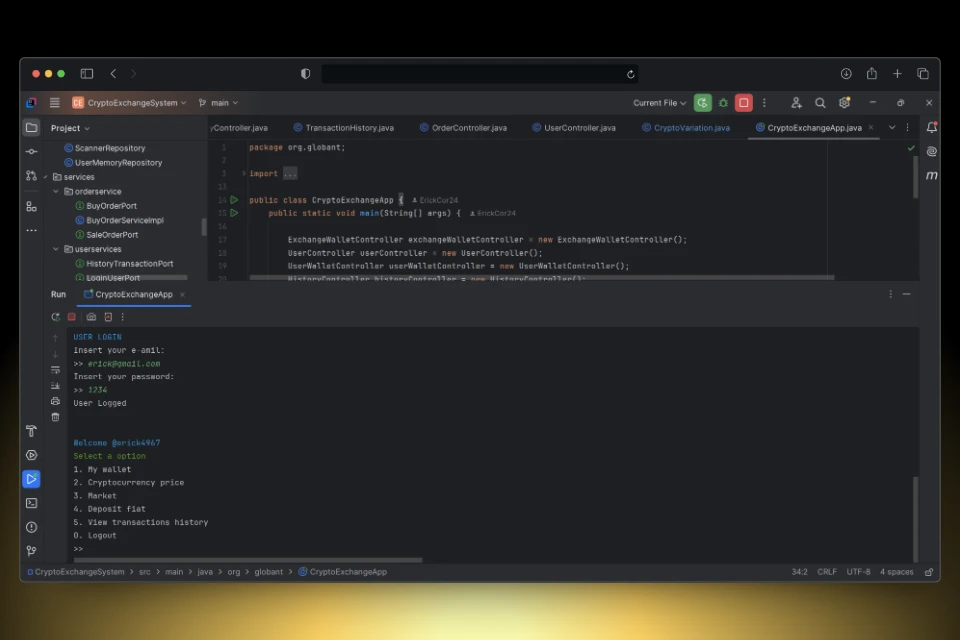 CE CryptoExchangeSystem main Current File
Project
yController.java TransactionHistory.java OrderController.java UserController.java CryptoVariation.java CryptoExchangeApp.java
ScannerRepository
UserMemoryRepository
services
orderservice
BuyOrderPort
BuyOrderServiceImpl
SaleOrderPort
userservices
HistoryTransactionPort
LoginUserPort
1 package org.globant;
2
3 import ...
13
14 public class CryptoExchangeApp { ErickCor24
15 public static void main(String[] args) { ErickCor24
16
17 ExchangeWalletController exchangeWalletController = new ExchangeWalletController();
18 UserController userController = new UserController();
19 UserWalletController userWalletController = new UserWalletController();
20 HistoryController historyController = new HistoryController();
m
Run CryptoExchangeApp
USER LOGIN
Insert your e-amil:
>> erick@gmail.com
Insert your password:
>> 1234
User Logged
Welcome @erick4967
Select a option
1. My wallet
2. Cryptocurrency price
3. Market
4. Deposit fiat
5. View transactions history
0. Logout
>>
CryptoExchangeSystem > src > main > java > org > globant > CryptoExchangeApp 34:2 CRLF UTF-8 4 spaces